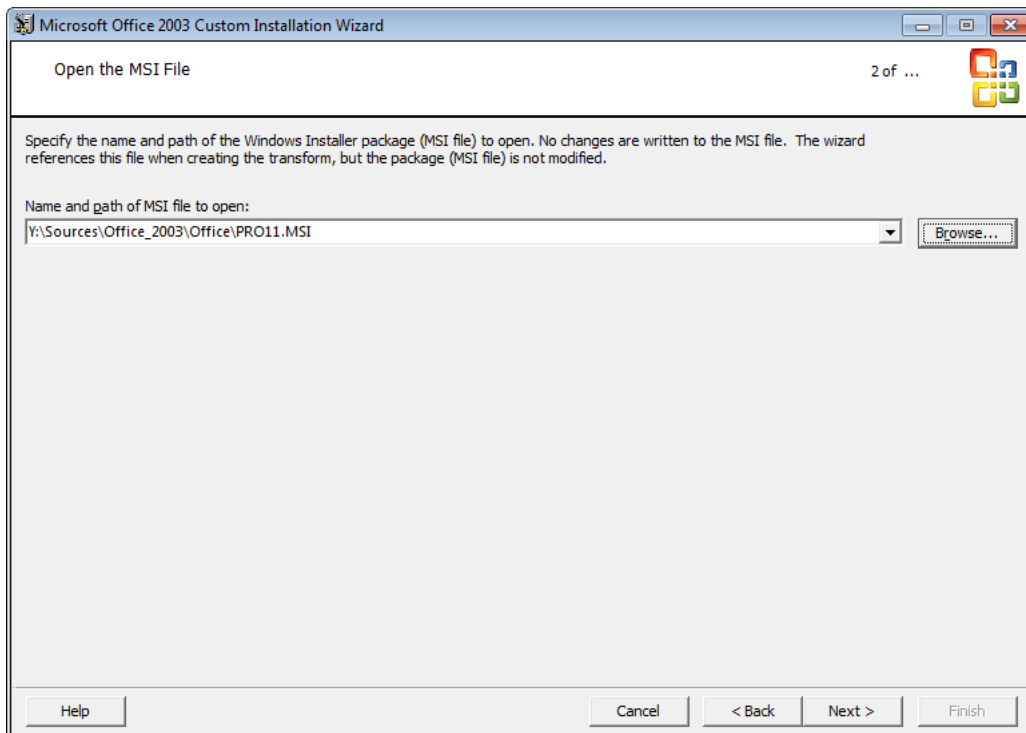 Microsoft Office 2003 Custom Installation Wizard
Open the MSI File
2 of ...
Specify the name and path of the Windows Installer package (MSI file) to open. No changes are written to the MSI file. The wizard
references this file when creating the transform, but the package (MSI file) is not modified.
Name and path of MSI file to open:
Y:\Sources\Office_2003\Office\PRO11.MSI
Browse...
Help
Cancel
< Back
Next >
Finish